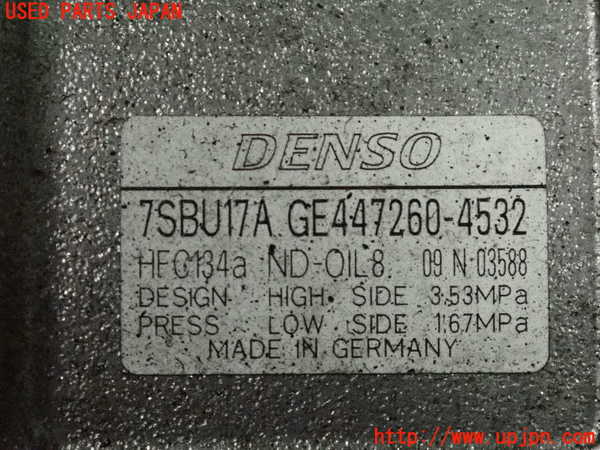 USED PARTS JAPAN
DENSO
7SBU17A GE447260-4532
HFC134a ND-OIL8 09 N 03588
DESIGN HIGH SIDE 3.53MPa
PRESS LOW SIDE 1.67MPa
MADE IN GERMANY
http://www.upjpn.com/